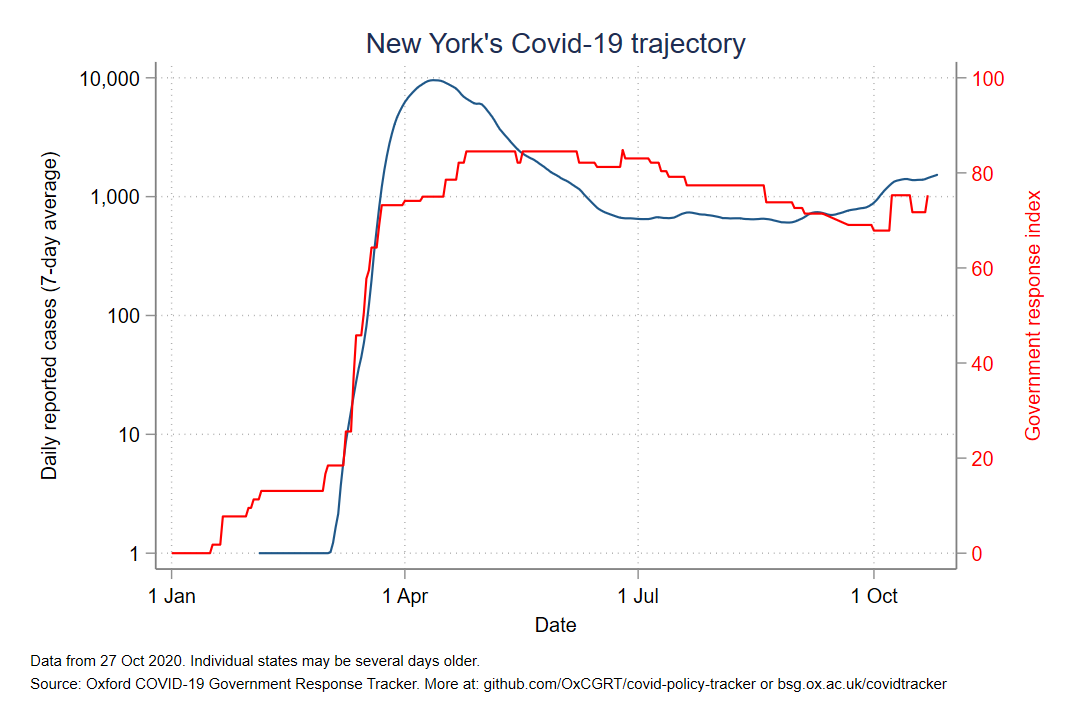 New York's Covid-19 trajectory
10,000
1,000
100
10
1
Daily reported cases (7-day average)
100
80
60
40
20
0
Government response index
1 Jan
1 Apr
1 Jul
1 Oct
Date
Data from 27 Oct 2020. Individual states may be several days older.
Source: Oxford COVID-19 Government Response Tracker. More at: github.com/OxCGRT/covid-policy-tracker or bsg.ox.ac.uk/covidtracker